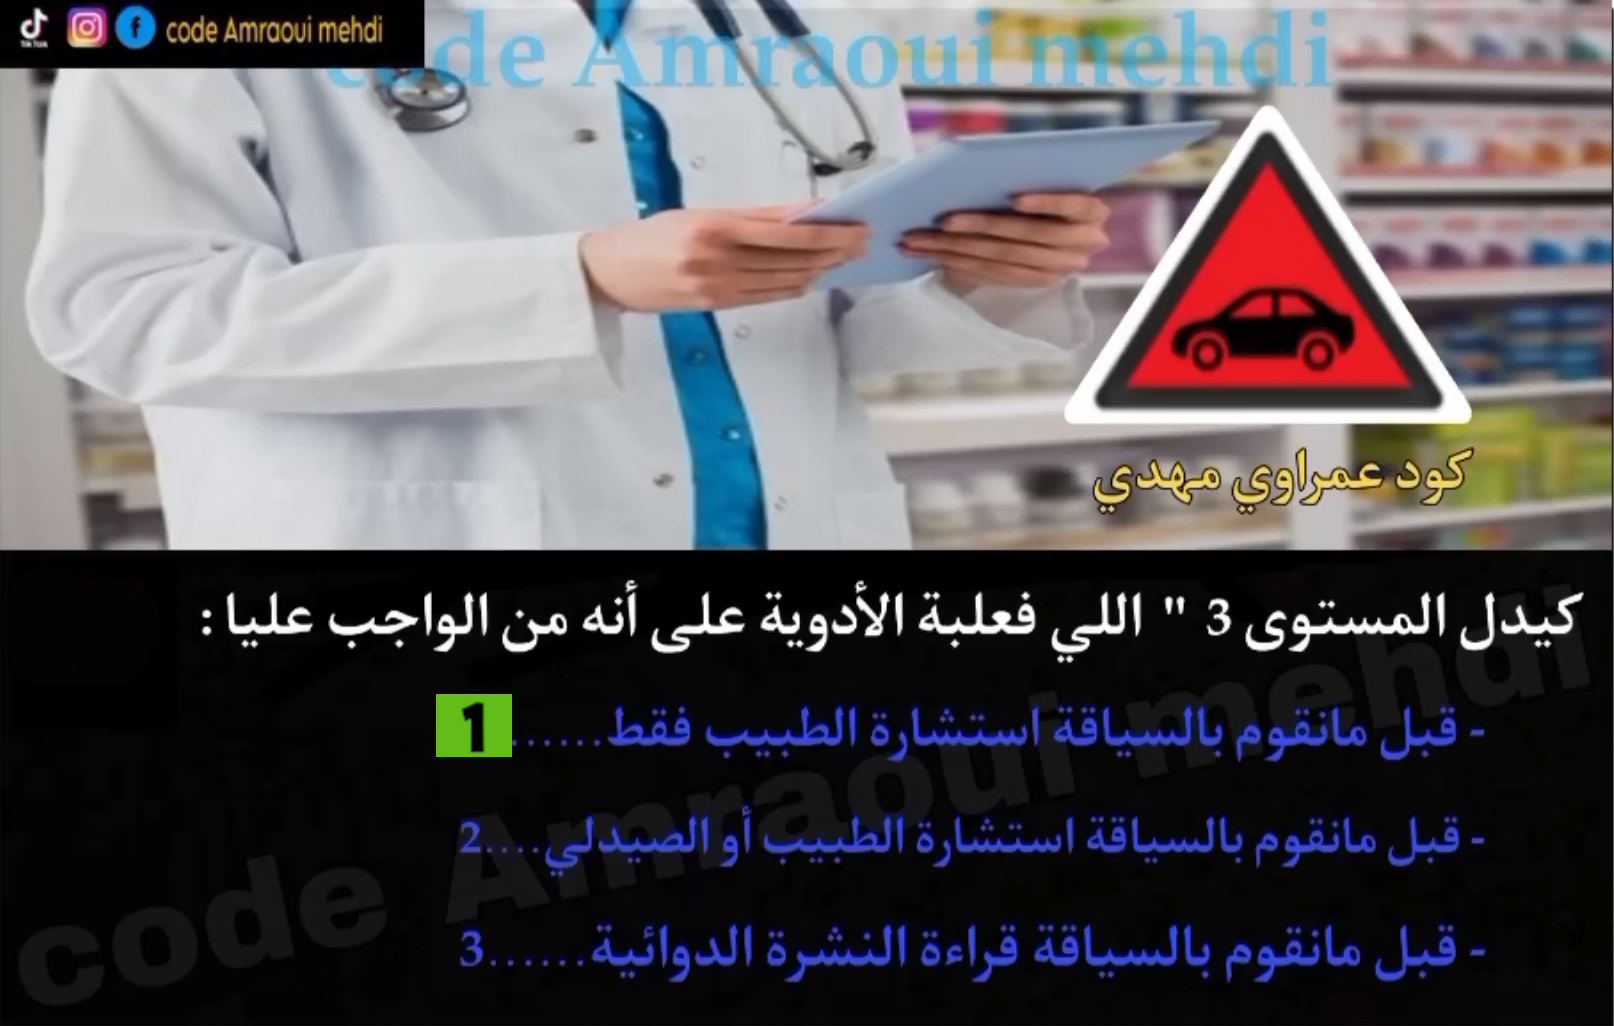 code Amraoui mehdi
code Amraoui mehdi
كود عمراوي مهدي
كيدل المستوى 3 " اللي فعلبة الأدوية على أنه من الواجب عليا :
- قبل مانقوم بالسياقة استشارة الطبيب فقط......1
- قبل مانقوم بالسياقة استشارة الطبيب أو الصيدلي....2
- قبل مانقوم بالسياقة قراءة النشرة الدوائية......3
code Amraoui mehdi